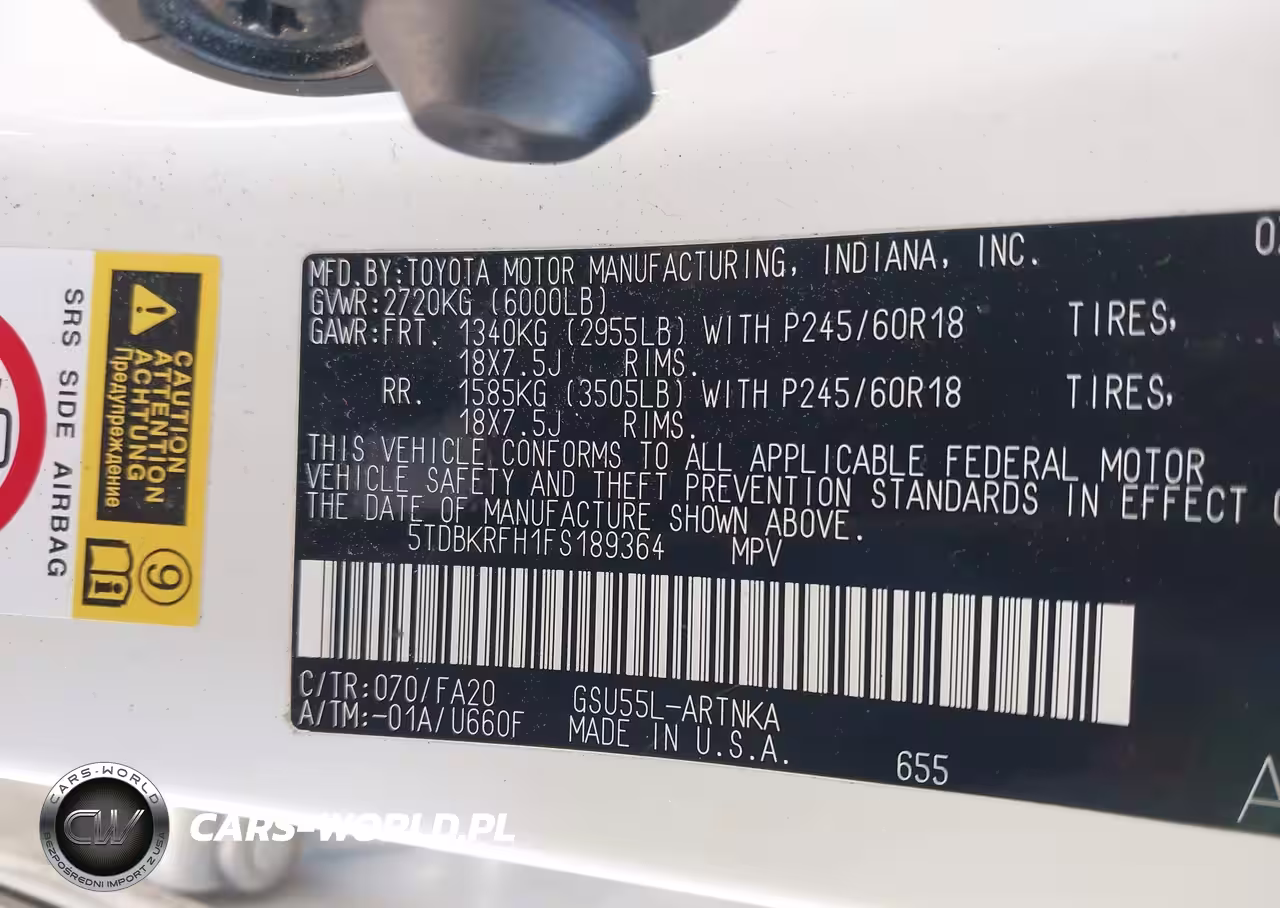 MFD.BY:TOYOTA MOTOR MANUFACTURING, INDIANA, INC.
GVWR:2720KG (6000LB)
GAWR:FRT. 1340KG (2955LB) WITH P245/60R18 TIRES,
18X7.5J RIMS.
RR. 1585KG (3505LB) WITH P245/60R18 TIRES,
18X7.5J RIMS.
THIS VEHICLE CONFORMS TO ALL APPLICABLE FEDERAL MOTOR
VEHICLE SAFETY AND THEFT PREVENTION STANDARDS IN EFFECT
THE DATE OF MANUFACTURE SHOWN ABOVE.
5TDBKRFH1FS189364 MPV
C/TR:070/FA20 GSU55L-ARTNKA
A/TM:-01A/U660F MADE IN U.S.A.
655
CAUTION
ATTENTION
ACHTUNG
Предупреждение
9
SRS SIDE AIRBAG
CARS-WORLD
CW
BEZPOŚREDNI IMPORT Z USA
CARS-WORLD.PL